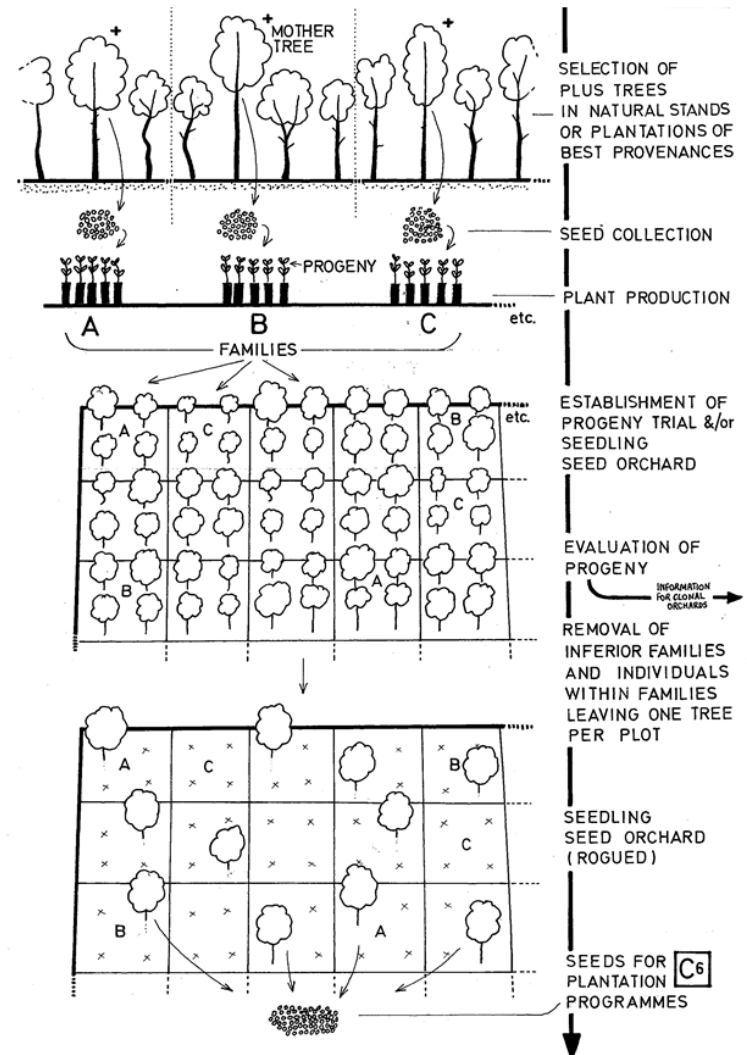 +
+
+
MOTHER
TREE
SELECTION OF
PLUS TREES
IN NATURAL STANDS
OR PLANTATIONS OF
BEST PROVENANCES
SEED COLLECTION
PROGENY
PLANT PRODUCTION
A
B
C
etc.
FAMILIES
A
C
B
etc.
C
B
A
ESTABLISHMENT OF
PROGENY TRIAL &/or
SEEDLING
SEED ORCHARD
EVALUATION OF
PROGENY
INFORMATION
FOR CLONAL
ORCHARDS
REMOVAL OF
INFERIOR FAMILIES
AND INDIVIDUALS
WITHIN FAMILIES
LEAVING ONE TREE
PER PLOT
A
C
B
C
B
A
SEEDLING
SEED ORCHARD
(ROGUED)
SEEDS FOR
PLANTATION
PROGRAMMES
C6